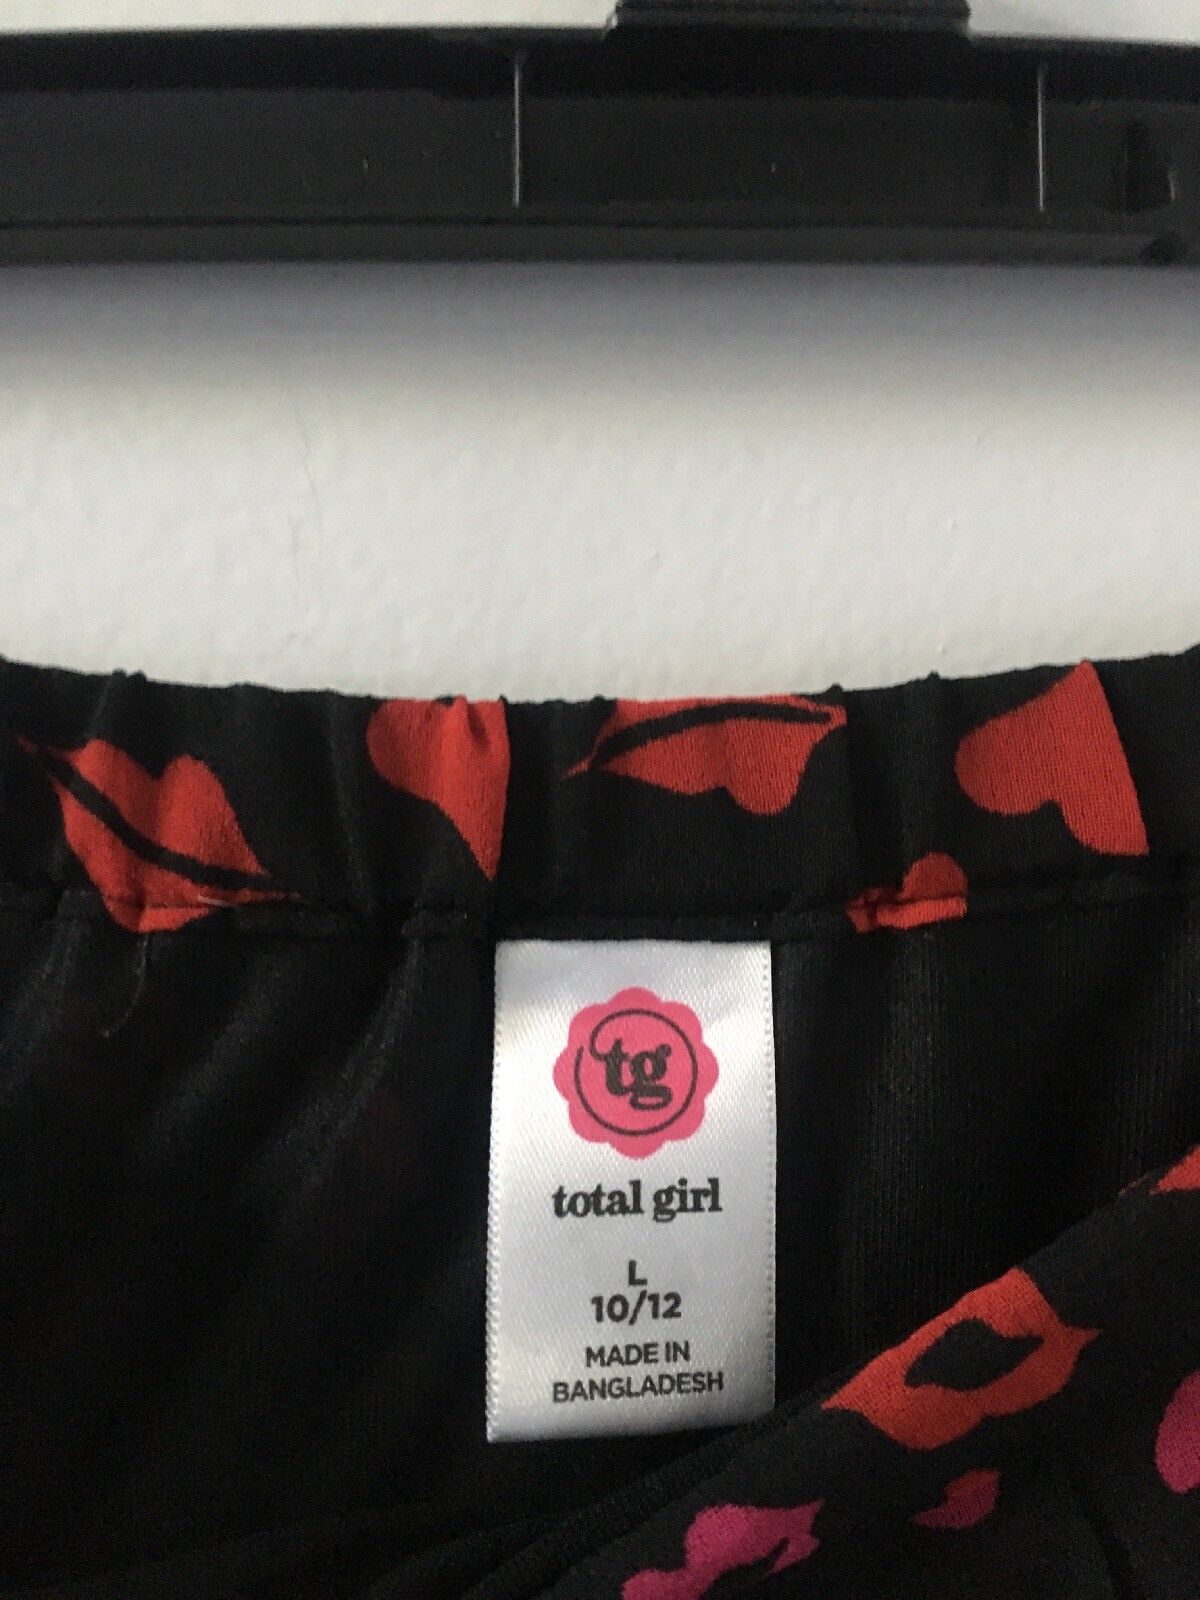 tg
total girl
L
10/12
MADE IN
BANGLADESH